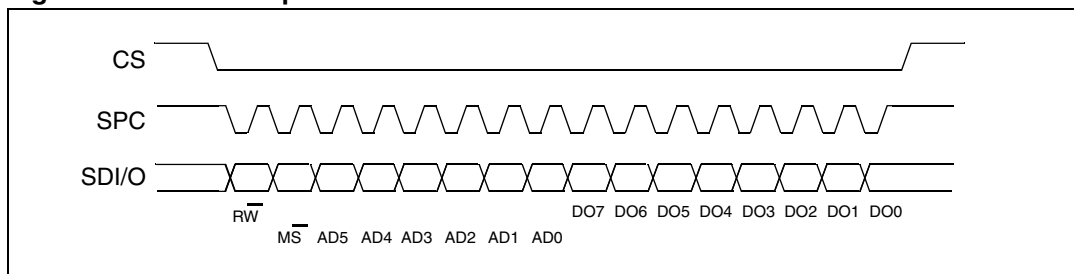 CS
SPC
SDI/O
RW
DO7 DO6 DO5 DO4 DO3 DO2 DO1 DO0
MS AD5 AD4 AD3 AD2 AD1 AD0